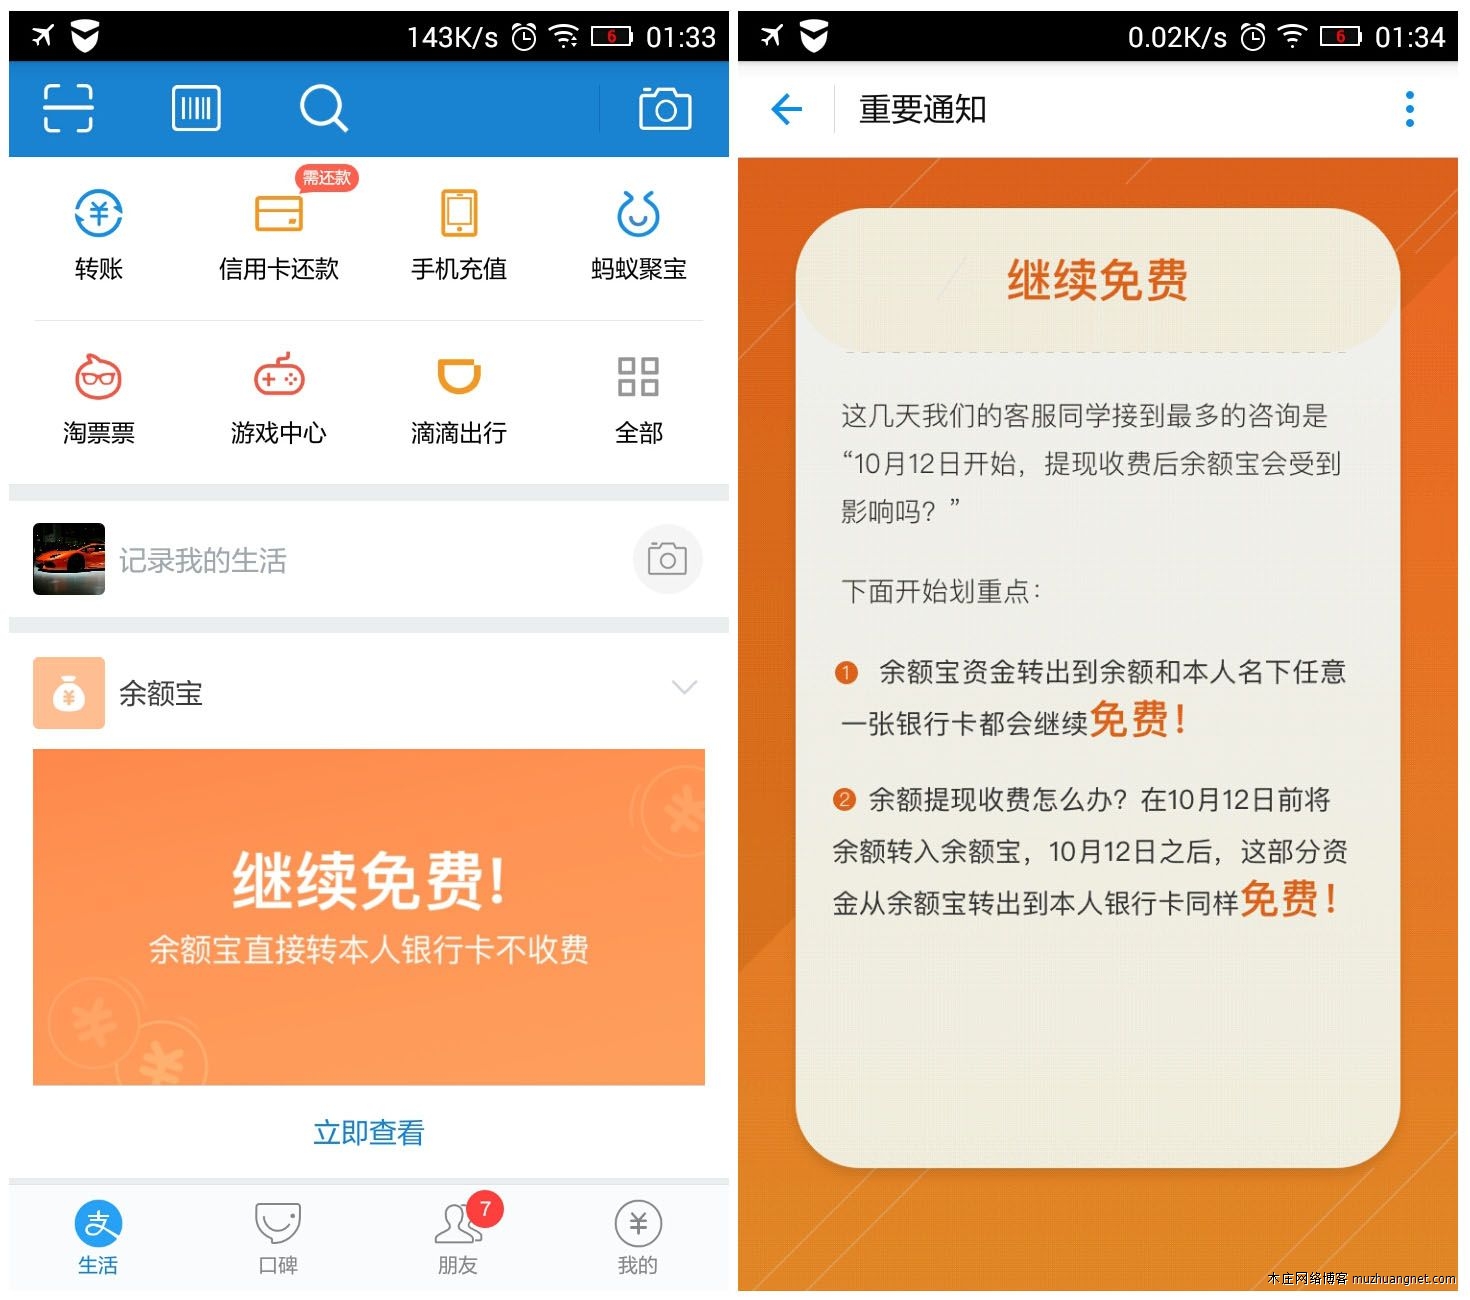 143K/s 6 01:33
需还款
转账 信用卡还款 手机充值 蚂蚁聚宝
淘票票 游戏中心 滴滴出行 全部
记录我的生活
余额宝
继续免费!
余额宝直接转本人银行卡不收费
立即查看
7
支
生活 口碑 朋友 我的
0.02K/s 6 01:34
重要通知
继续免费
这几天我们的客服同学接到最多的咨询是
“10月12日开始，提现收费后余额宝会受到
影响吗？”
下面开始划重点：
1 余额宝资金转出到余额和本人名下任意
一张银行卡都会继续免费！
2 余额提现收费怎么办？在10月12日前将
余额转入余额宝，10月12日之后，这部分资
金从余额宝转出到本人银行卡同样免费！
木庄网络博客 muzhuangnet.com